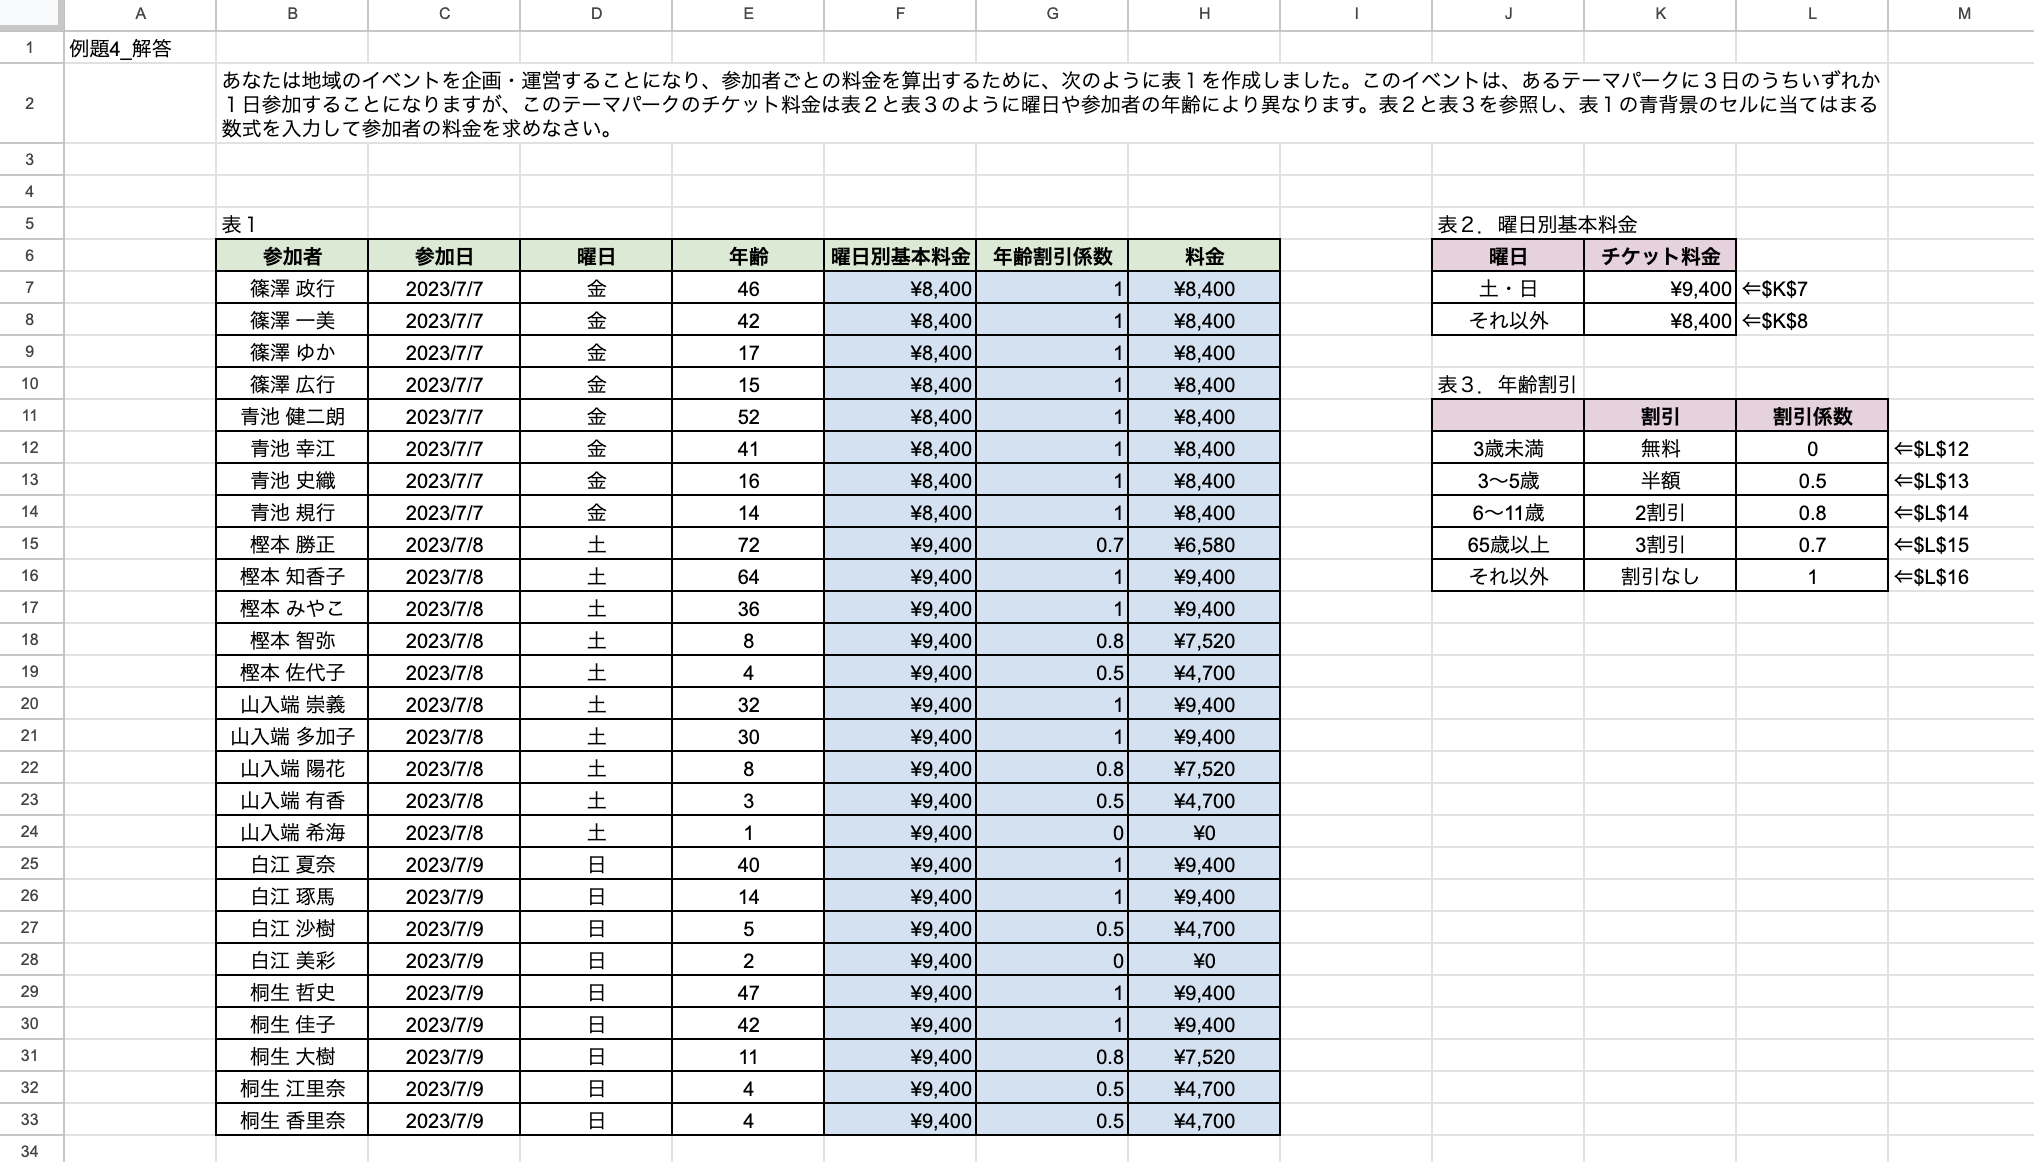 A B C D E F G H I J K L M
1 例題4_解答
2 あなたは地域のイベントを企画・運営することになり、参加者ごとの料金を算出するために、次のように表１を作成しました。このイベントは、あるテーマパークに３日のうちいずれか
１日参加することになりますが、このテーマパークのチケット料金は表２と表３のように曜日や参加者の年齢により異なります。表２と表３を参照し、表１の青背景のセルに当てはまる
数式を入力して参加者の料金を求めなさい。
3
4
5 表１ 表２．曜日別基本料金
6 参加者 参加日 曜日 年齢 曜日別基本料金 年齢割引係数 料金 曜日 チケット料金
7 篠澤 政行 2023/7/7 金 46 ¥8,400 1 ¥8,400 土・日 ¥9,400 ⇐$K$7
8 篠澤 一美 2023/7/7 金 42 ¥8,400 1 ¥8,400 それ以外 ¥8,400 ⇐$K$8
9 篠澤 ゆか 2023/7/7 金 17 ¥8,400 1 ¥8,400
10 篠澤 広行 2023/7/7 金 15 ¥8,400 1 ¥8,400 表３．年齢割引
11 青池 健二朗 2023/7/7 金 52 ¥8,400 1 ¥8,400 割引 割引係数
12 青池 幸江 2023/7/7 金 41 ¥8,400 1 ¥8,400 3歳未満 無料 0 ⇐$L$12
13 青池 史織 2023/7/7 金 16 ¥8,400 1 ¥8,400 3〜5歳 半額 0.5 ⇐$L$13
14 青池 規行 2023/7/7 金 14 ¥8,400 1 ¥8,400 6〜11歳 2割引 0.8 ⇐$L$14
15 樫本 勝正 2023/7/8 土 72 ¥9,400 0.7 ¥6,580 65歳以上 3割引 0.7 ⇐$L$15
16 樫本 知香子 2023/7/8 土 64 ¥9,400 1 ¥9,400 それ以外 割引なし 1 ⇐$L$16
17 樫本 みやこ 2023/7/8 土 36 ¥9,400 1 ¥9,400
18 樫本 智弥 2023/7/8 土 8 ¥9,400 0.8 ¥7,520
19 樫本 佐代子 2023/7/8 土 4 ¥9,400 0.5 ¥4,700
20 山入端 崇義 2023/7/8 土 32 ¥9,400 1 ¥9,400
21 山入端 多加子 2023/7/8 土 30 ¥9,400 1 ¥9,400
22 山入端 陽花 2023/7/8 土 8 ¥9,400 0.8 ¥7,520
23 山入端 有香 2023/7/8 土 3 ¥9,400 0.5 ¥4,700
24 山入端 希海 2023/7/8 土 1 ¥9,400 0 ¥0
25 白江 夏奈 2023/7/9 日 40 ¥9,400 1 ¥9,400
26 白江 琢馬 2023/7/9 日 14 ¥9,400 1 ¥9,400
27 白江 沙樹 2023/7/9 日 5 ¥9,400 0.5 ¥4,700
28 白江 美彩 2023/7/9 日 2 ¥9,400 0 ¥0
29 桐生 哲史 2023/7/9 日 47 ¥9,400 1 ¥9,400
30 桐生 佳子 2023/7/9 日 42 ¥9,400 1 ¥9,400
31 桐生 大樹 2023/7/9 日 11 ¥9,400 0.8 ¥7,520
32 桐生 江里奈 2023/7/9 日 4 ¥9,400 0.5 ¥4,700
33 桐生 香里奈 2023/7/9 日 4 ¥9,400 0.5 ¥4,700
34